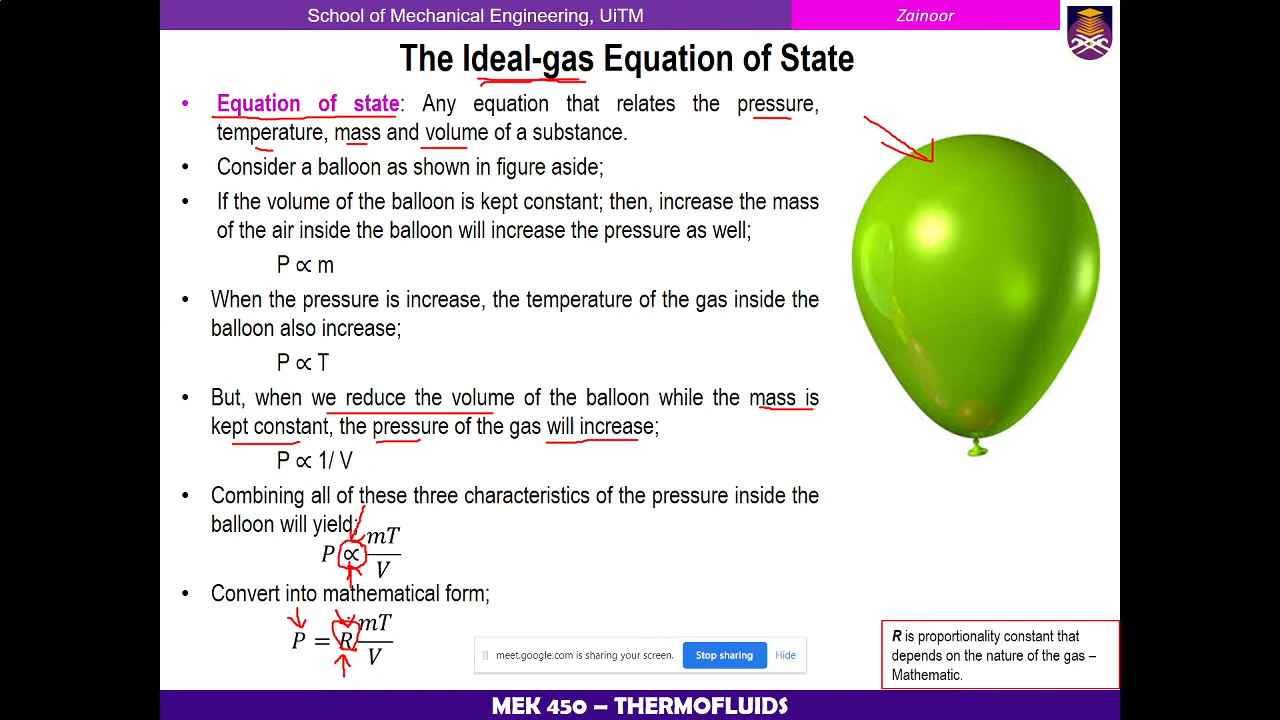 School of Mechanical Engineering, UiTM
Zainoor
The Ideal-gas Equation of State
• Equation of state: Any equation that relates the pressure,
temperature, mass and volume of a substance.
• Consider a balloon as shown in figure aside;
• If the volume of the balloon is kept constant; then, increase the mass
of the air inside the balloon will increase the pressure as well;
P ∝ m
• When the pressure is increase, the temperature of the gas inside the
balloon also increase;
P ∝ T
• But, when we reduce the volume of the balloon while the mass is
kept constant, the pressure of the gas will increase;
P ∝ 1/ V
• Combining all of these three characteristics of the pressure inside the
balloon will yield;
P ∝ mT/V
• Convert into mathematical form;
P = R mT/V
meet.google.com is sharing your screen.
Stop sharing
Hide
R is proportionality constant that
depends on the nature of the gas –
Mathematic.
MEK 450 – THERMOFLUIDS